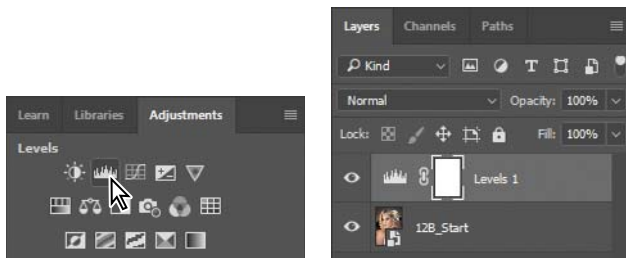 Learn Libraries Adjustments
Levels
Layers Channels Paths
Kind T
Normal Opacity: 100%
Lock: Fill: 100%
Levels 1
12B_Start